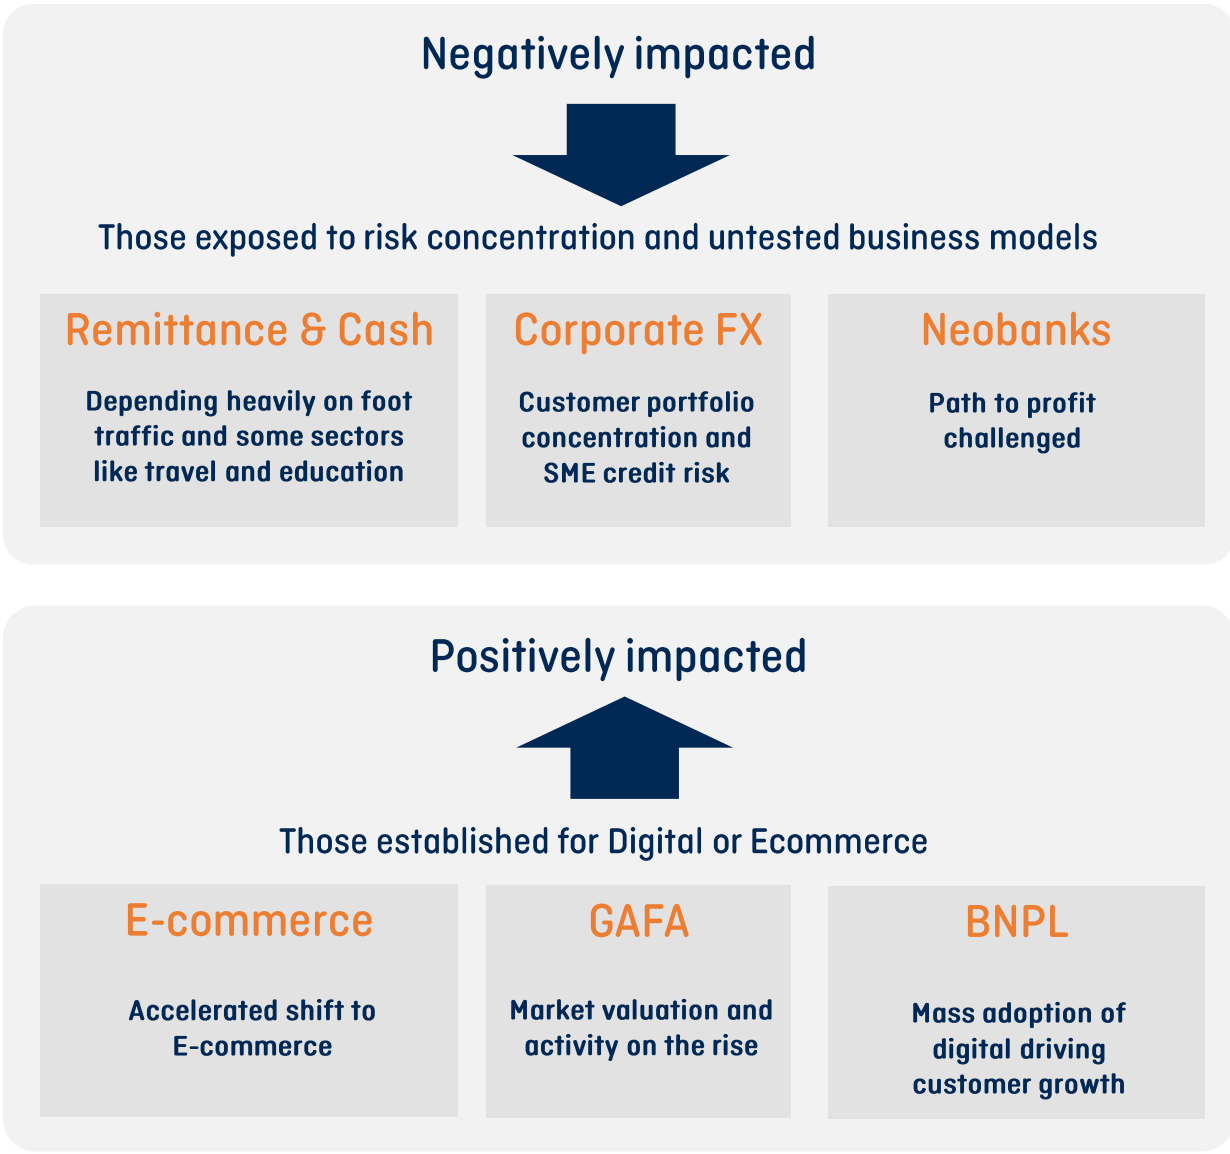 Negatively impacted
Those exposed to risk concentration and untested business models
Remittance & Cash
Depending heavily on foot
traffic and some sectors
like travel and education
Corporate FX
Customer portfolio
concentration and
SME credit risk
Neobanks
Path to profit
challenged
Positively impacted
Those established for Digital or Ecommerce
E-commerce
Accelerated shift to
E-commerce
GAFA
Market valuation and
activity on the rise
BNPL
Mass adoption of
digital driving
customer growth